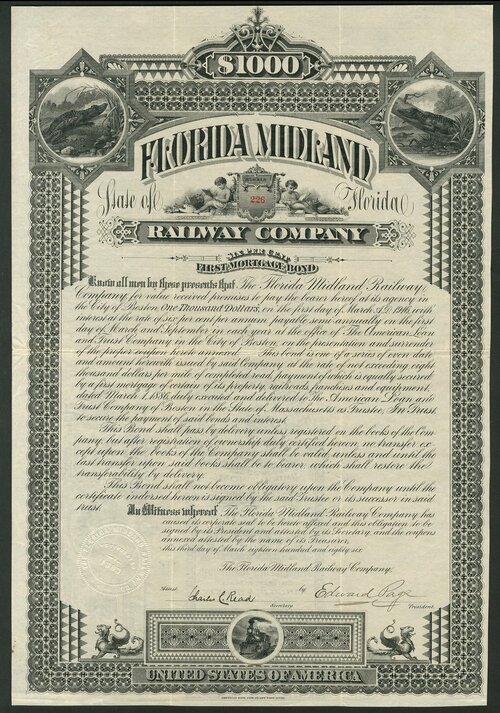 $1000
FLORIDA MIDLAND
NUMBER
226
State of Florida
RAILWAY COMPANY
SIX PER CENT
FIRST MORTGAGE BOND
Know all men by these presents that The Florida Midland Railway
Company for value received promises to pay the bearer hereof at its agency in
the City of Boston One Thousand Dollars, on the first day of March A.D. 1916, with
interest at the rate of six per cent per annum, payable semi annually on the first
day of March and September in each year at the office of The American Loan
and Trust Company in the City of Boston, on the presentation and surrender
of the proper coupon hereto annexed. This bond is one of a series of even date
and amount herewith issued by said Company at the rate of not exceeding eight
thousand dollars per mile of completed road, payment of which is equally secured
by a first mortgage of certain of its property, railroads, franchises and equipment,
dated March 1, 1886, duly executed and delivered to The American Loan and
Trust Company of Boston in the State of Massachusetts as Trustee, In Trust
to secure the payment of said bonds and interest.
This Bond shall pass by delivery unless registered on the books of the Com
pany, but after registration of ownership duly certified hereon, no transfer ex
cept upon the books of the Company shall be valid, unless and until the
last transfer upon said books shall be to bearer, which shall restore the
transferability by delivery.
This Bond shall not become obligatory upon the Company until the
certificate indorsed hereon is signed by the said Trustee or its successor in said
trust.
In Witness whereof, The Florida Midland Railway Company has
caused its corporate seal to be hereto affixed and this obligation to be
signed by its President and attested by its Secretary, and the coupons
annexed attested by the name of its Treasurer,
this third day of March eighteen hundred and eighty six.
The Florida Midland Railway Company,
Attest by
Charles C Read Edward Page
Secretary President
UNITED STATES OF AMERICA